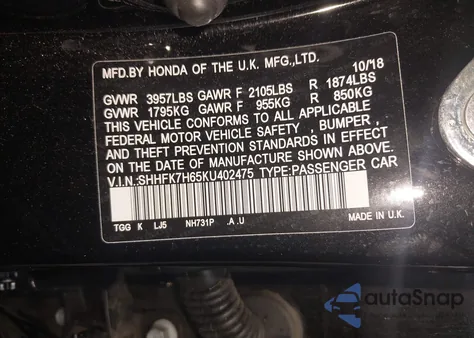 MFD.BY HONDA OF THE U.K. MFG.,LTD. 10/18
GVWR 3957LBS GAWR F 2105LBS R 1874LBS
GVWR 1795KG GAWR F 955KG R 850KG
THIS VEHICLE CONFORMS TO ALL APPLICABLE
FEDERAL MOTOR VEHICLE SAFETY , BUMPER ,
AND THEFT PREVENTION STANDARDS IN EFFECT
ON THE DATE OF MANUFACTURE SHOWN ABOVE.
V.I.N:SHHFK7H65KU402475 TYPE:PASSENGER CAR
TGG K LJ5 NH731P .A.U MADE IN U.K.
autoSnap